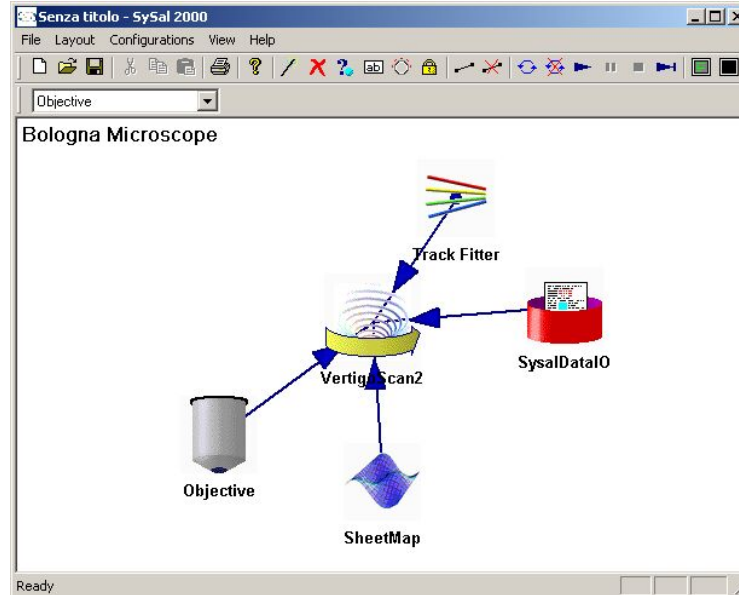 Senza titolo - SySal 2000
File Layout Configurations View Help
ab
Objective
Bologna Microscope
Track Fitter
SysalDataIO
VertigoScan2
Objective
SheetMap
Ready